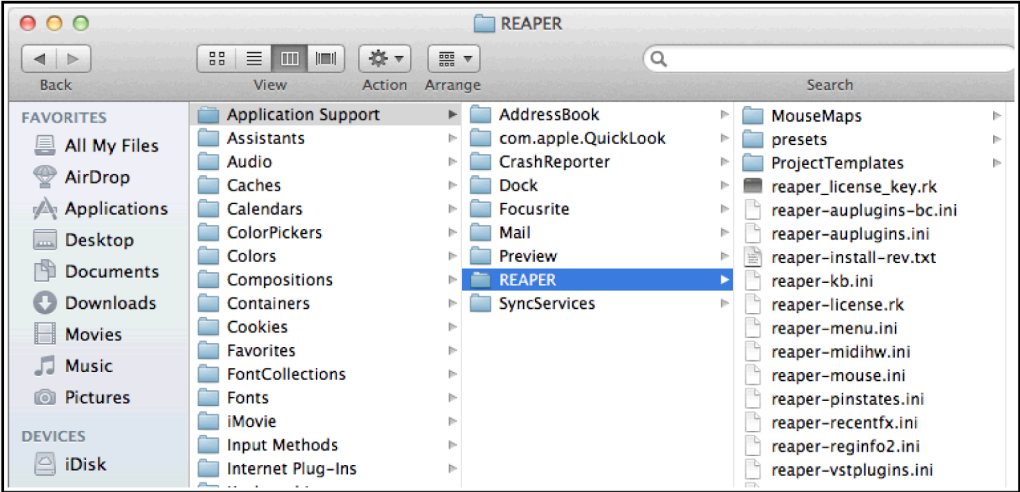 REAPER
Back
View
Action
Arrange
Search
FAVORITES
All My Files
AirDrop
Applications
Desktop
Documents
Downloads
Movies
Music
Pictures
DEVICES
iDisk
Application Support
Assistants
Audio
Caches
Calendars
ColorPickers
Colors
Compositions
Containers
Cookies
Favorites
FontCollections
Fonts
iMovie
Input Methods
Internet Plug-Ins
AddressBook
com.apple.QuickLook
CrashReporter
Dock
Focusrite
Mail
Preview
REAPER
SyncServices
MouseMaps
presets
ProjectTemplates
reaper_license_key.rk
reaper-auplugins-bc.ini
reaper-auplugins.ini
reaper-install-rev.txt
reaper-kb.ini
reaper-license.rk
reaper-menu.ini
reaper-midihw.ini
reaper-mouse.ini
reaper-pinstates.ini
reaper-recentfx.ini
reaper-reginfo2.ini
reaper-vstplugins.ini